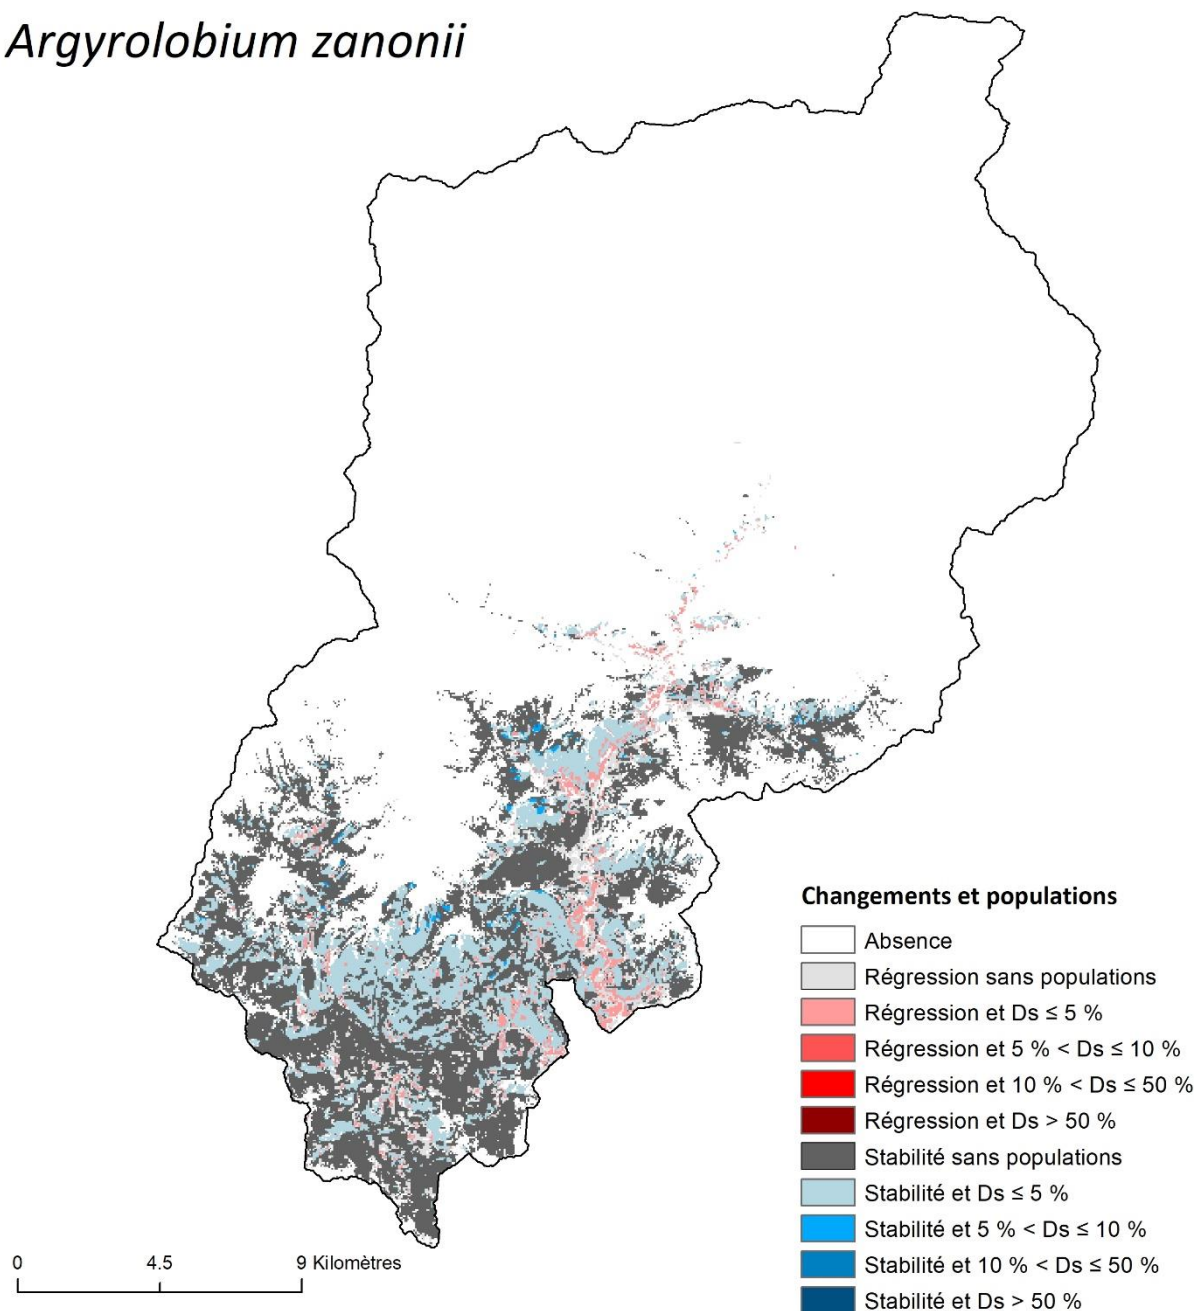 Argyrolobium zanonii
Changements et populations
Absence
Régression sans populations
Régression et Ds ≤ 5 %
Régression et 5 % < Ds ≤ 10 %
Régression et 10 % < Ds ≤ 50 %
Régression et Ds > 50 %
Stabilité sans populations
Stabilité et Ds ≤ 5 %
Stabilité et 5 % < Ds ≤ 10 %
Stabilité et 10 % < Ds ≤ 50 %
Stabilité et Ds > 50 %
0 4.5 9 Kilomètres